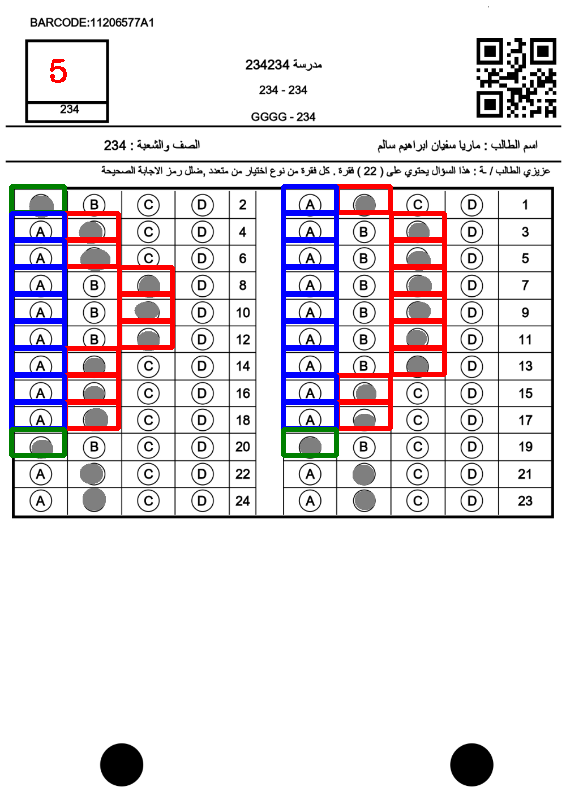 BARCODE:11206577A1
5
234
مدرسة 234234
234 - 234
GGGG - 234
اسم الطالب : ماريا سفيان ابراهيم سالم
الصف والشعبة : 234
عزيزي الطالب / ـة : هذا السؤال يحتوي على ( 22 ) فقرة . كل فقرة من نوع اختيار من متعدد ,ضلل رمز الاجابة الصحيحة
B C D 2 A C D 1
A C D 4 A B D 3
A C D 6 A B D 5
A B D 8 A B D 7
A B D 10 A B D 9
A B D 12 A B D 11
A C D 14 A B D 13
A C D 16 A C D 15
A C D 18 A C D 17
B C D 20 B C D 19
A C D 22 A C D 21
A C D 24 A C D 23